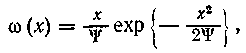 ω (x) = x/Ψ exp { − x²/2Ψ } ,